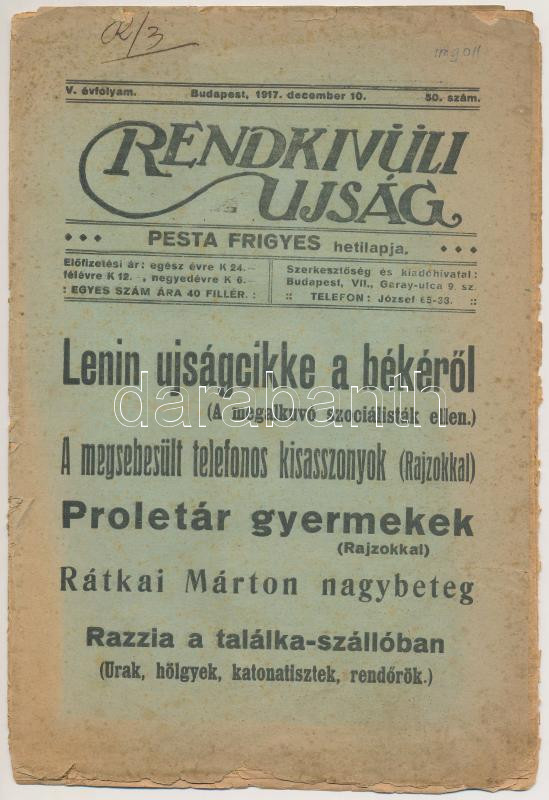 V. évfolyam. Budapest, 1917. december 10. 50. szám.
RENDKIVÜLI
UJSÁG
PESTA FRIGYES hetilapja.
Előfizetési ár: egész évre K 24.—
félévre K 12. —, negyedévre K 6.—
: EGYES SZÁM ÁRA 40 FILLÉR. :
Szerkesztőség és kiadóhivatal:
Budapest, VII., Garay-utca 9. sz.
:: TELEFON: József 65-33. ::
Lenin ujságcikke a békéről
(A megalkuvó szociálisták ellen.)
darabanth
A megsebesült telefonos kisasszonyok (Rajzokkal)
Proletár gyermekek
(Rajzokkal)
Rátkai Márton nagybeteg
Razzia a találka-szállóban
(Urak, hölgyek, katonatisztek, rendőrök.)